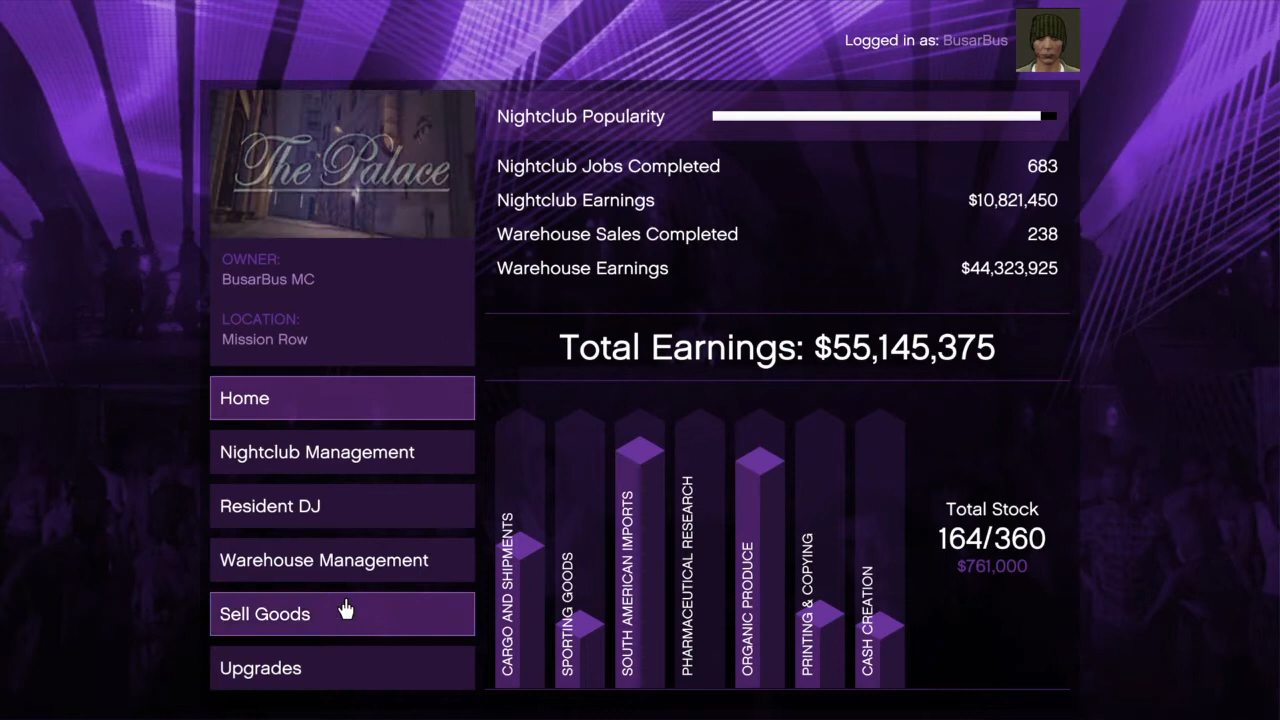 Logged in as: BusarBus
The Palace
OWNER:
BusarBus MC
LOCATION:
Mission Row
Home
Nightclub Management
Resident DJ
Warehouse Management
Sell Goods
Upgrades
Nightclub Popularity
Nightclub Jobs Completed 683
Nightclub Earnings $10,821,450
Warehouse Sales Completed 238
Warehouse Earnings $44,323,925
Total Earnings: $55,145,375
CARGO AND SHIPMENTS
SPORTING GOODS
SOUTH AMERICAN IMPORTS
PHARMACEUTICAL RESEARCH
ORGANIC PRODUCE
PRINTING & COPYING
CASH CREATION
Total Stock
164/360
$761,000